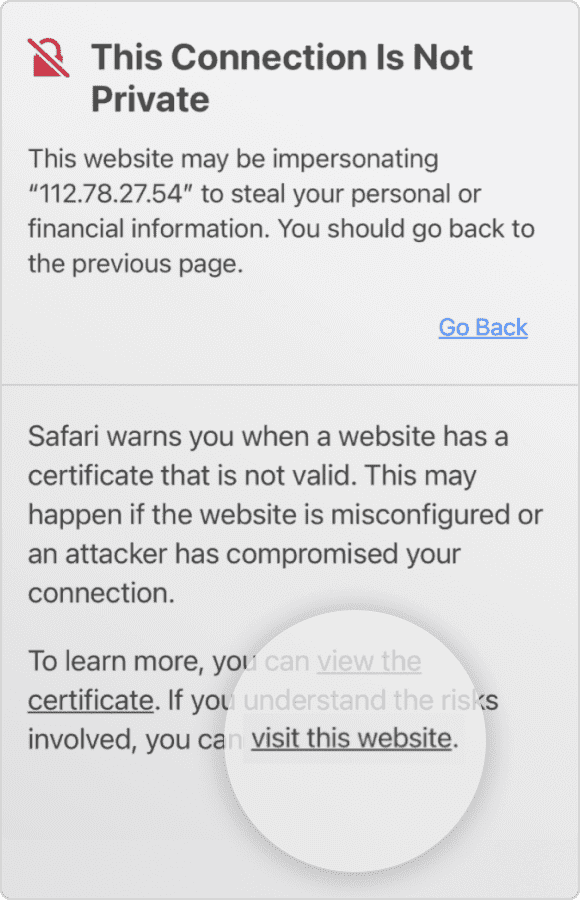 This Connection Is Not
Private
This website may be impersonating
“112.78.27.54” to steal your personal or
financial information. You should go back to
the previous page.
Go Back
Safari warns you when a website has a
certificate that is not valid. This may
happen if the website is misconfigured or
an attacker has compromised your
connection.
To learn more, you can view the
certificate. If you understand the risks
involved, you can visit this website.